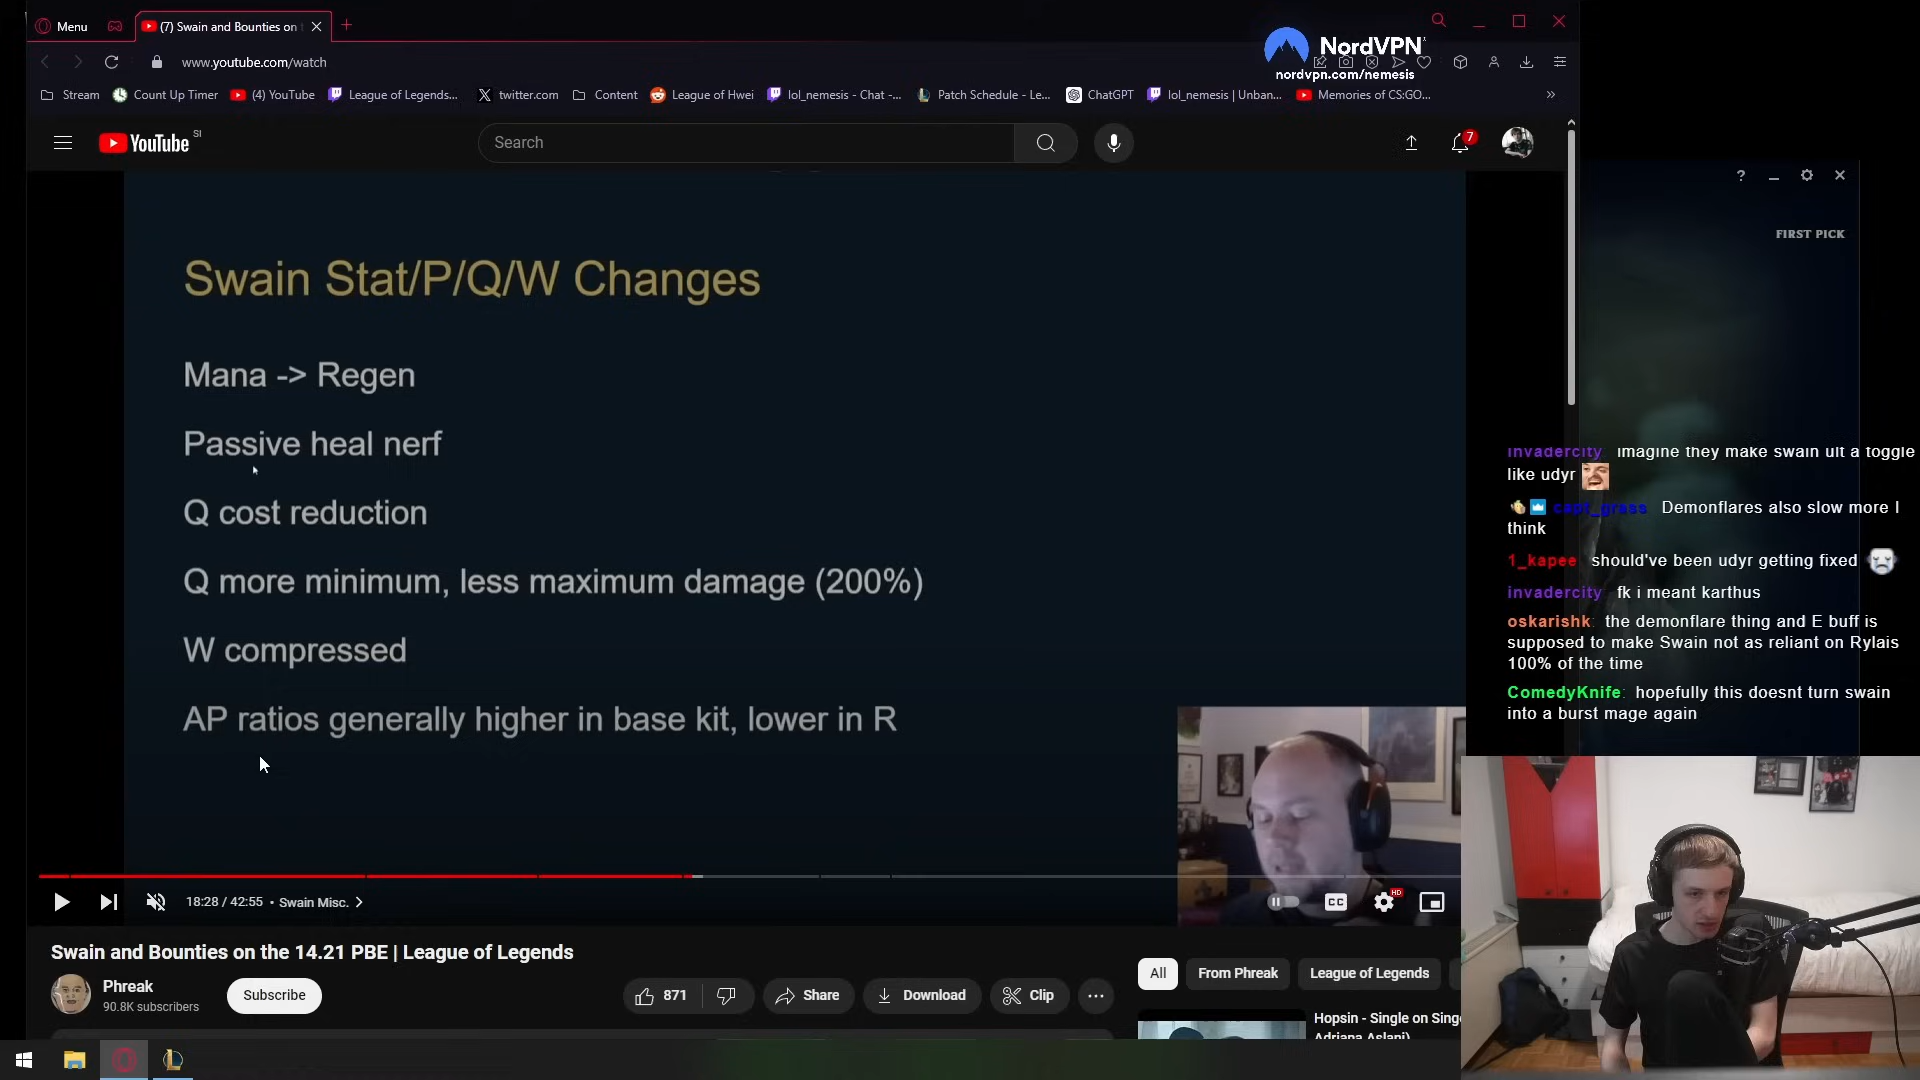 Menu
(7) Swain and Bounties on
NordVPN
nordvpn.com/nemesis
www.youtube.com/watch
Stream
Count Up Timer
(4) YouTube
League of Legends...
twitter.com
Content
League of Hwei
lol_nemesis - Chat -...
Patch Schedule - Le...
ChatGPT
lol_nemesis | Unban...
Memories of CS:GO...
YouTube SI
Search
7
?
FIRST PICK
Swain Stat/P/Q/W Changes
Mana -> Regen
Passive heal nerf
Q cost reduction
Q more minimum, less maximum damage (200%)
W compressed
AP ratios generally higher in base kit, lower in R
invadercity: imagine they make swain ult a toggle
like udyr
capt_grass: Demonflares also slow more I
think
1_kapee: should've been udyr getting fixed
invadercity: fk i meant karthus
oskarishk: the demonflare thing and E buff is
supposed to make Swain not as reliant on Rylais
100% of the time
ComedyKnife: hopefully this doesnt turn swain
into a burst mage again
18:28 / 42:55 • Swain Misc.
CC
HD
Swain and Bounties on the 14.21 PBE | League of Legends
Phreak
90.8K subscribers
Subscribe
871
Share
Download
Clip
All
From Phreak
League of Legends
Hopsin - Single on Sing
Adriana Aslani)